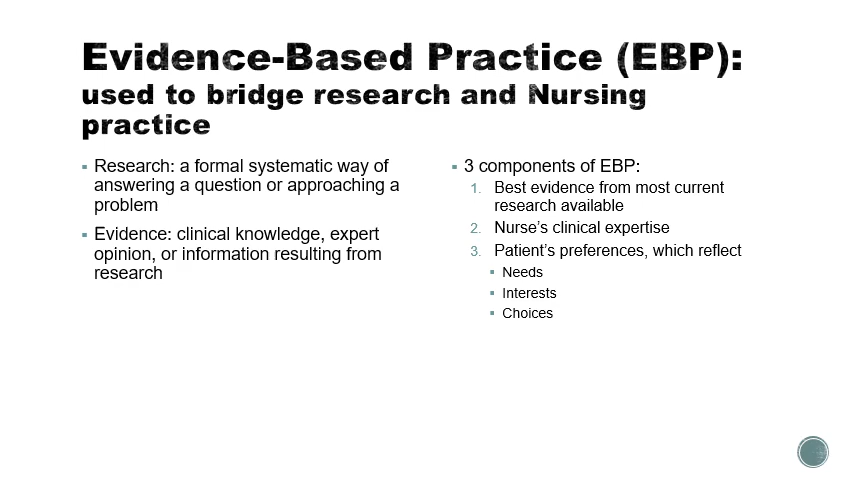 Evidence-Based Practice (EBP):
used to bridge research and Nursing
practice
▪ Research: a formal systematic way of
answering a question or approaching a
problem
▪ Evidence: clinical knowledge, expert
opinion, or information resulting from
research
▪ 3 components of EBP:
1. Best evidence from most current
research available
2. Nurse's clinical expertise
3. Patient's preferences, which reflect
▪ Needs
▪ Interests
▪ Choices